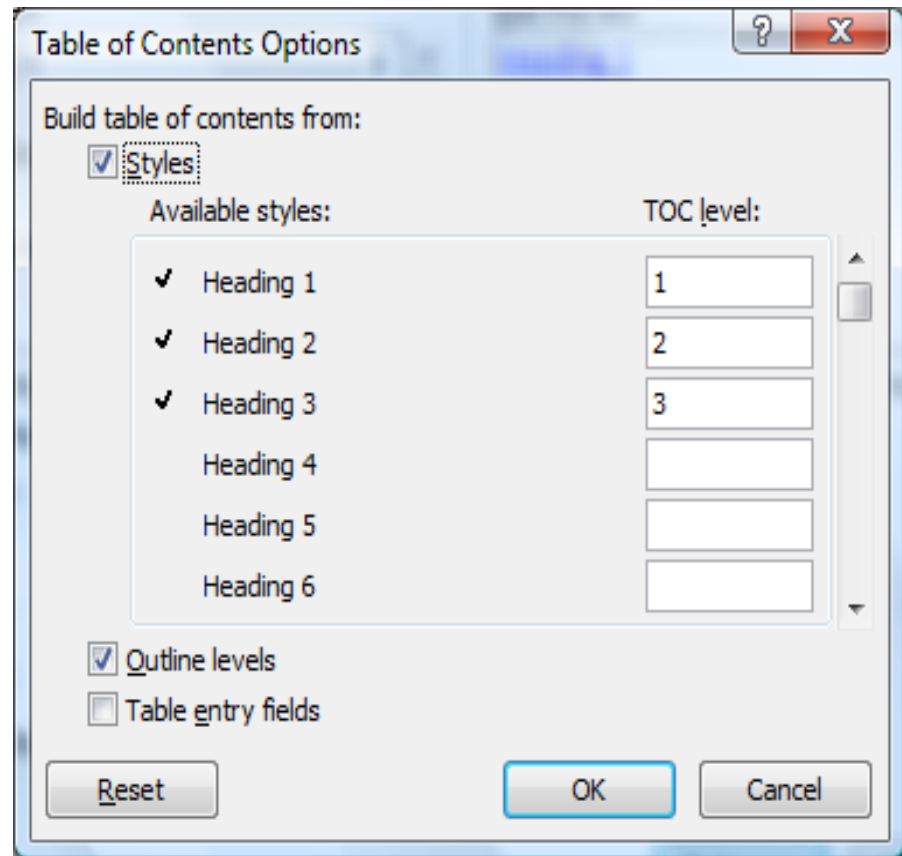 Table of Contents Options
Build table of contents from:
Styles
Available styles: TOC level:
Heading 1 1
Heading 2 2
Heading 3 3
Heading 4
Heading 5
Heading 6
Outline levels
Table entry fields
Reset OK Cancel